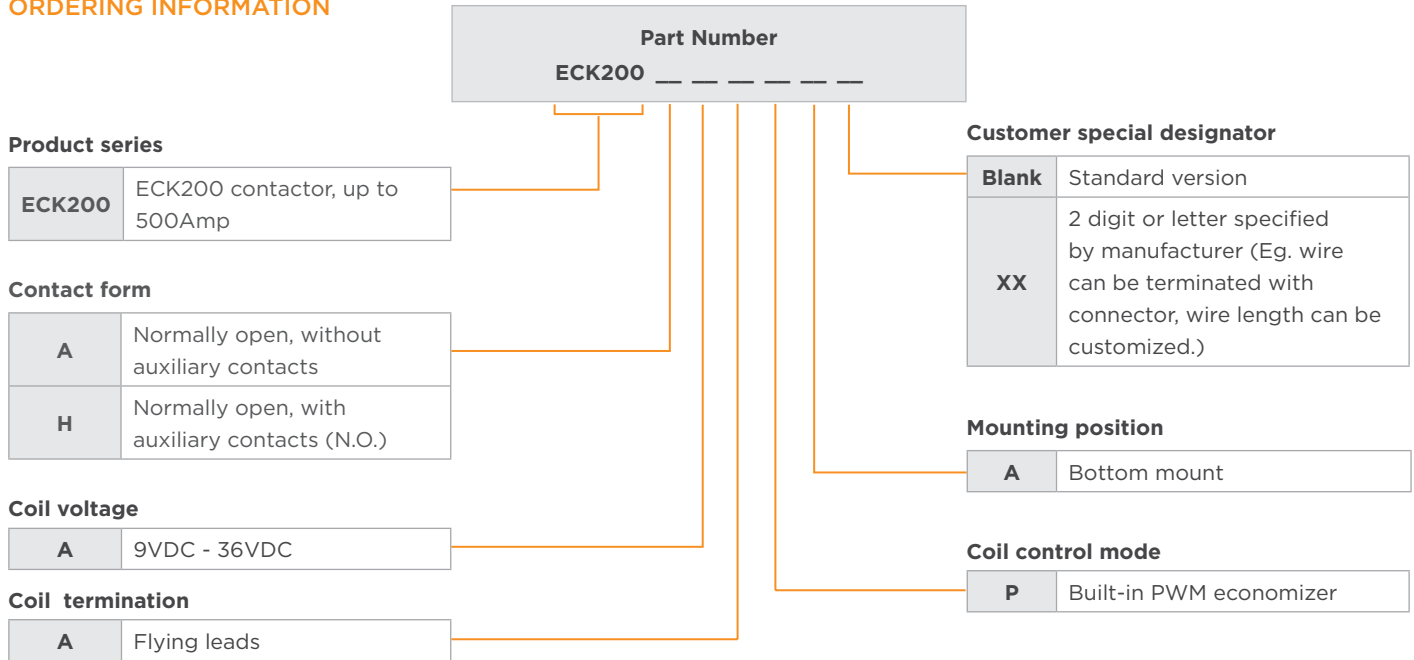 ORDERING INFORMATION
Part Number
ECK200 __ __ __ __ __ __
Product series
ECK200
ECK200 contactor, up to
500Amp
Contact form
A
Normally open, without
auxiliary contacts
H
Normally open, with
auxiliary contacts (N.O.)
Coil voltage
A
9VDC - 36VDC
Coil termination
A
Flying leads
Customer special designator
Blank
Standard version
XX
2 digit or letter specified
by manufacturer (Eg. wire
can be terminated with
connector, wire length can be
customized.)
Mounting position
A
Bottom mount
Coil control mode
P
Built-in PWM economizer